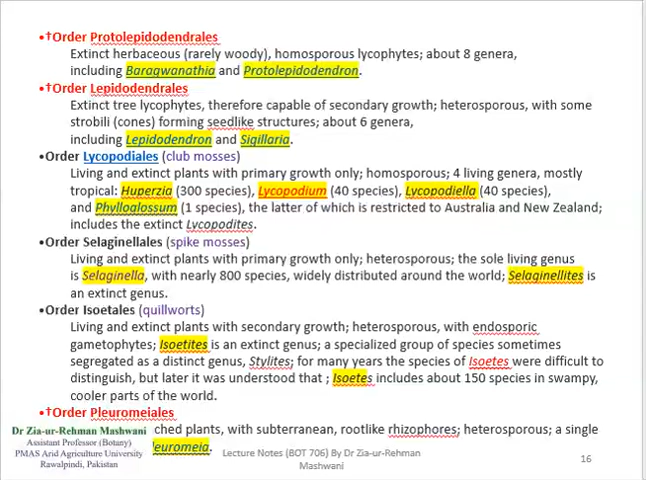 •†Order Protolepidodendrales
Extinct herbaceous (rarely woody), homosporous lycophytes; about 8 genera,
including Baragwanathia and Protolepidodendron.
•†Order Lepidodendrales
Extinct tree lycophytes, therefore capable of secondary growth; heterosporous, with some
strobili (cones) forming seedlike structures; about 6 genera,
including Lepidodendron and Sigillaria.
•Order Lycopodiales (club mosses)
Living and extinct plants with primary growth only; homosporous; 4 living genera, mostly
tropical: Huperzia (300 species), Lycopodium (40 species), Lycopodiella (40 species),
and Phylloglossum (1 species), the latter of which is restricted to Australia and New Zealand;
includes the extinct Lycopodites.
•Order Selaginellales (spike mosses)
Living and extinct plants with primary growth only; heterosporous; the sole living genus
is Selaginella, with nearly 800 species, widely distributed around the world; Selaginellites is
an extinct genus.
•Order Isoetales (quillworts)
Living and extinct plants with secondary growth; heterosporous, with endosporic
gametophytes; Isoetites is an extinct genus; a specialized group of species sometimes
segregated as a distinct genus, Stylites; for many years the species of Isoetes were difficult to
distinguish, but later it was understood that ; Isoetes includes about 150 species in swampy,
cooler parts of the world.
•†Order Pleuromeiales
ched plants, with subterranean, rootlike rhizophores; heterosporous; a single
euromeia.
Dr Zia-ur-Rehman Mashwani
Assistant Professor (Botany)
PMAS Arid Agriculture University
Rawalpindi, Pakistan
Lecture Notes (BOT 706) By Dr Zia-ur-Rehman
Mashwani
16